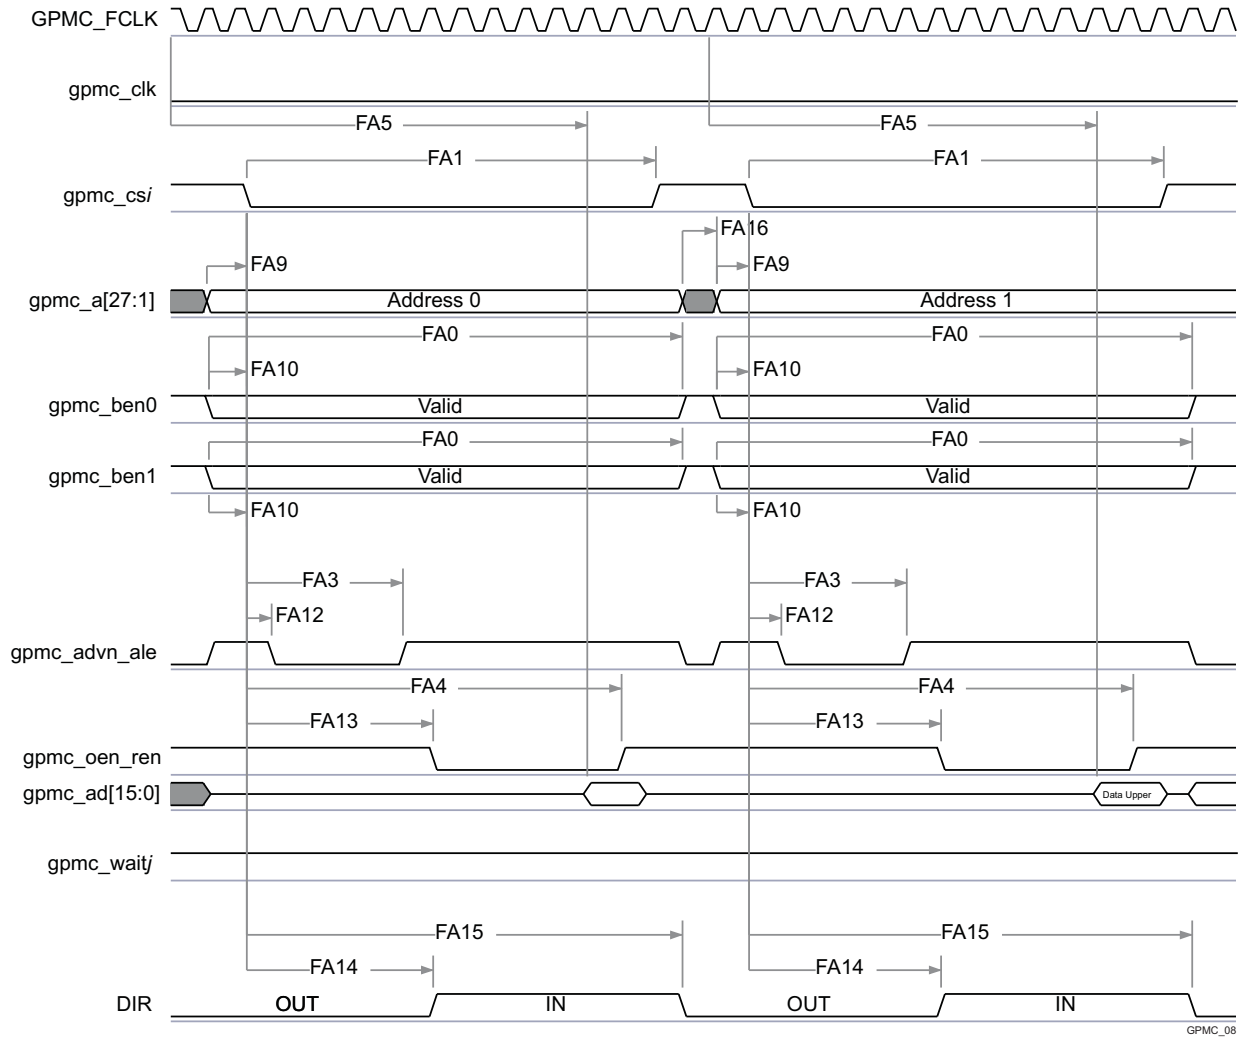 GPMC_FCLK
gpmc_clk
FA5 FA5
FA1 FA1
gpmc_csi
FA16
FA9 FA9
gpmc_a[27:1] Address 0 Address 1
FA0 FA0
FA10 FA10
gpmc_ben0 Valid Valid
FA0 FA0
gpmc_ben1 Valid Valid
FA10 FA10
FA3 FA3
FA12 FA12
gpmc_advn_ale
FA4 FA4
FA13 FA13
gpmc_oen_ren
gpmc_ad[15:0] Data Upper
gpmc_waitj
FA15 FA15
FA14 FA14
DIR OUT IN OUT IN
GPMC_08